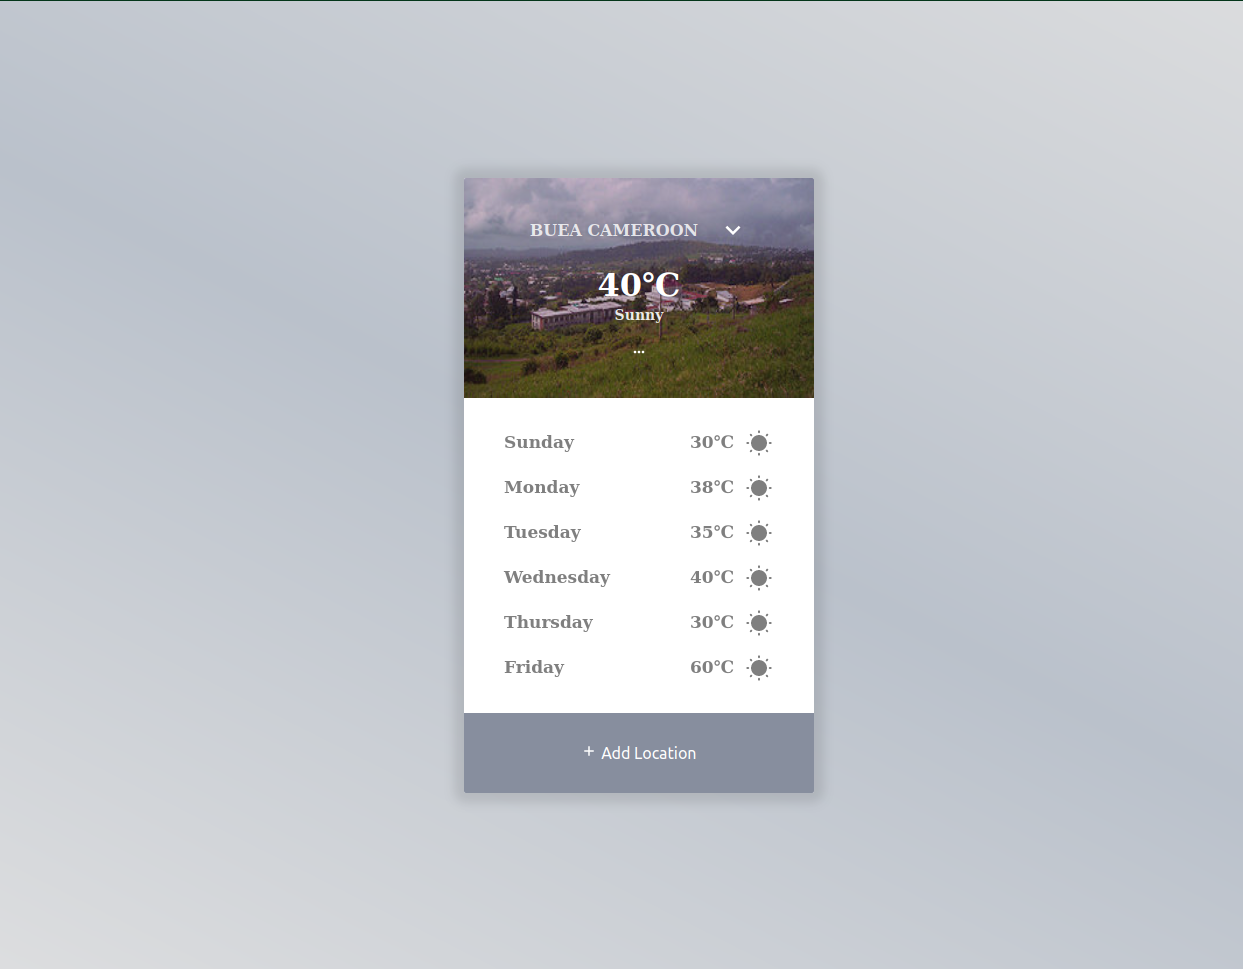 BUEA CAMEROON
40°C
Sunny
...
Sunday 30°C
Monday 38°C
Tuesday 35°C
Wednesday 40°C
Thursday 30°C
Friday 60°C
+ Add Location